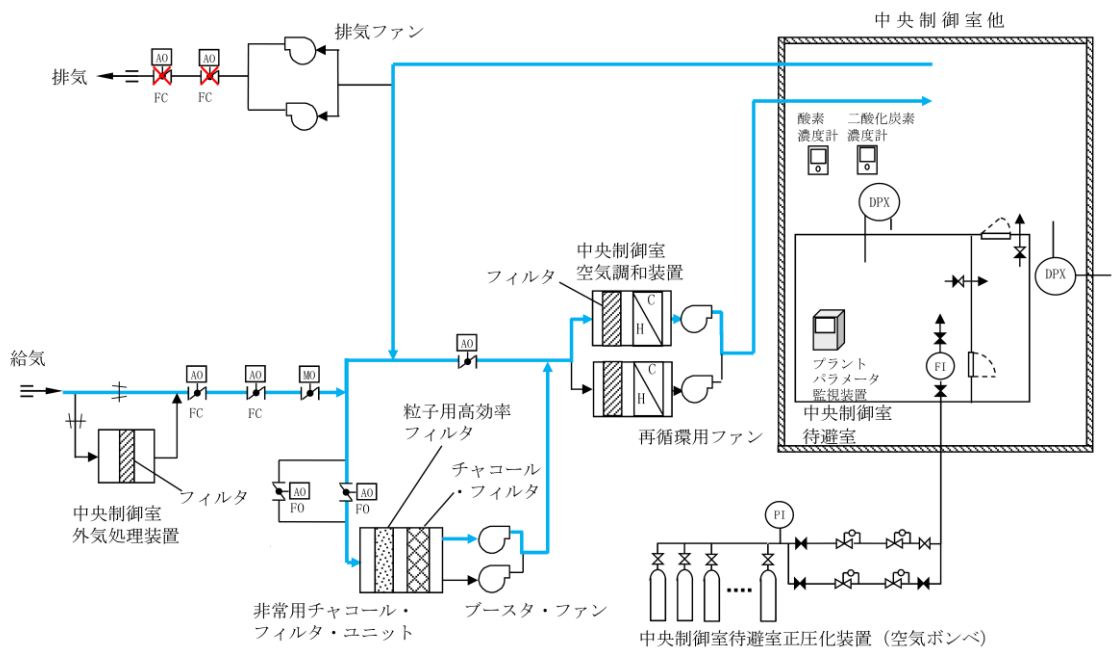 中央制御室他
排気ファン
AO
AO
排気
FC
FC
酸素
濃度計
二酸化炭素
濃度計
DPX
DPX
中央制御室
空気調和装置
フィルタ
C
H
C
H
再循環用ファン
AO
給気
AO
AO
MO
FC
FC
フィルタ
中央制御室
外気処理装置
粒子用高効率
フィルタ
チャコール
・フィルタ
AO
FO
AO
FO
非常用チャコール・
フィルタ・ユニット
ブースタ・ファン
プラント
パラメータ
監視装置
FI
中央制御室
待避室
PI
中央制御室待避室正圧化装置（空気ボンベ）